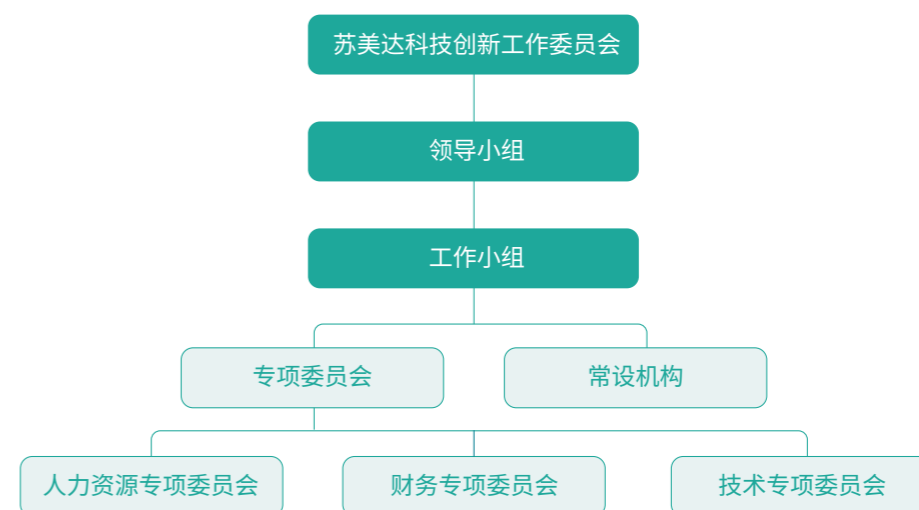 苏美达科技创新工作委员会
领导小组
工作小组
专项委员会
常设机构
人力资源专项委员会
财务专项委员会
技术专项委员会